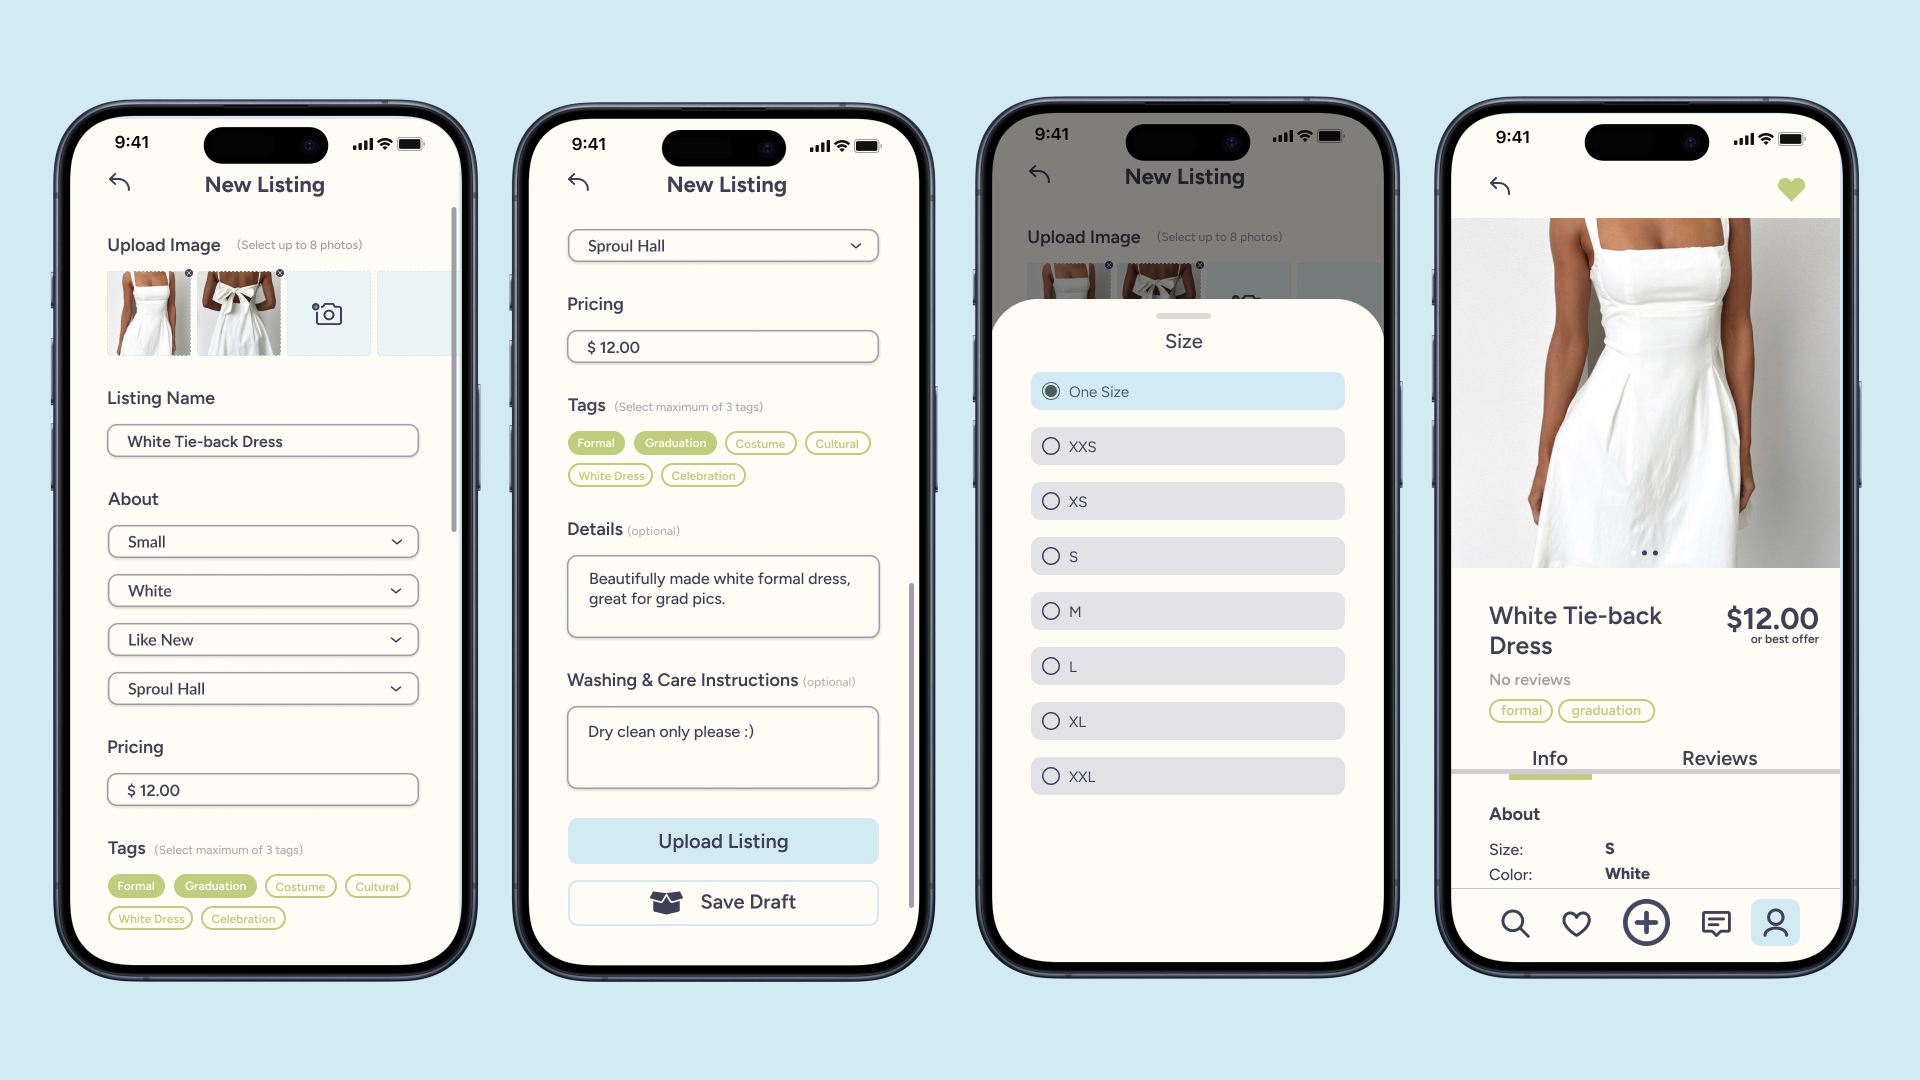 9:41
New Listing
Upload Image (Select up to 8 photos)
Listing Name
White Tie-back Dress
About
Small
White
Like New
Sproul Hall
Pricing
$ 12.00
Tags (Select maximum of 3 tags)
Formal Graduation Costume Cultural
White Dress Celebration
9:41
New Listing
Sproul Hall
Pricing
$ 12.00
Tags (Select maximum of 3 tags)
Formal Graduation Costume Cultural
White Dress Celebration
Details (optional)
Beautifully made white formal dress,
great for grad pics.
Washing & Care Instructions (optional)
Dry clean only please :)
Upload Listing
Save Draft
9:41
New Listing
Upload Image (Select up to 8 photos)
Size
One Size
XXS
XS
S
M
L
XL
XXL
9:41
White Tie-back
Dress
$12.00
or best offer
No reviews
formal graduation
Info Reviews
About
Size: S
Color: White